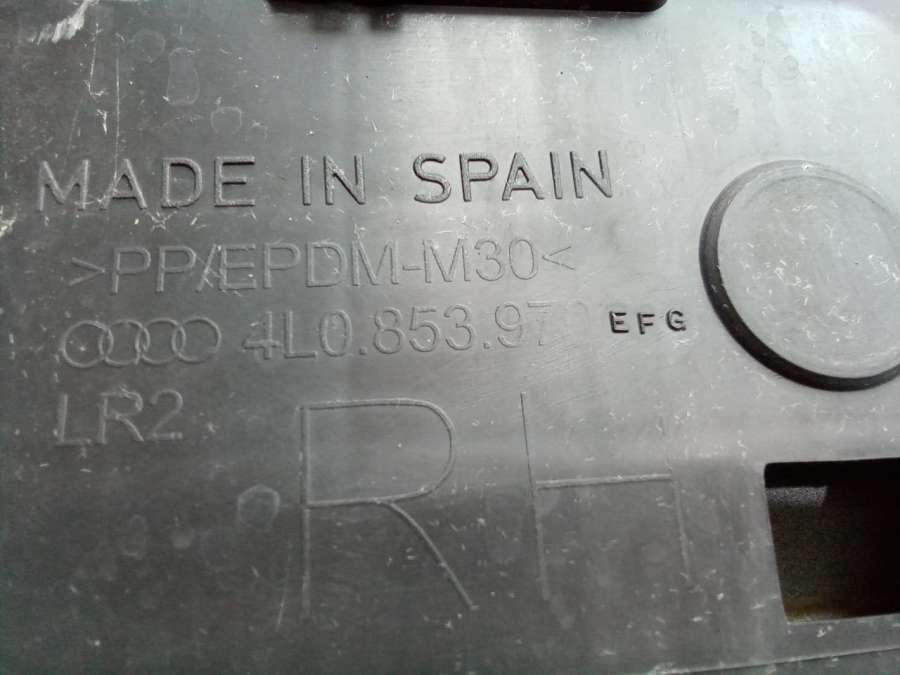 MADE IN SPAIN
>PP/EPDM-M30<
4L0.853.97 EFG
LR2
RH